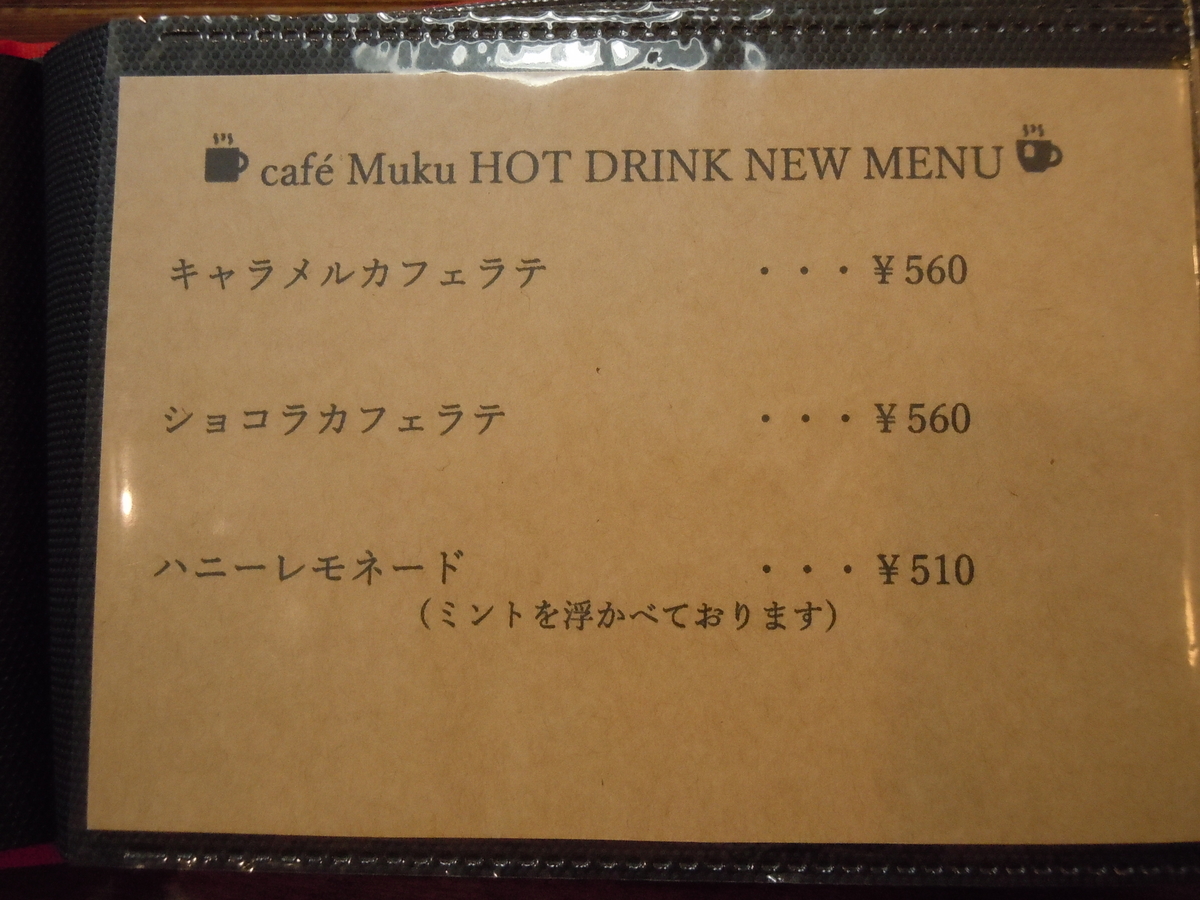 café Muku HOT DRINK NEW MENU
キャラメルカフェラテ ・・・¥560
ショコラカフェラテ ・・・¥560
ハニーレモネード ・・・¥510
(ミントを浮かべております)